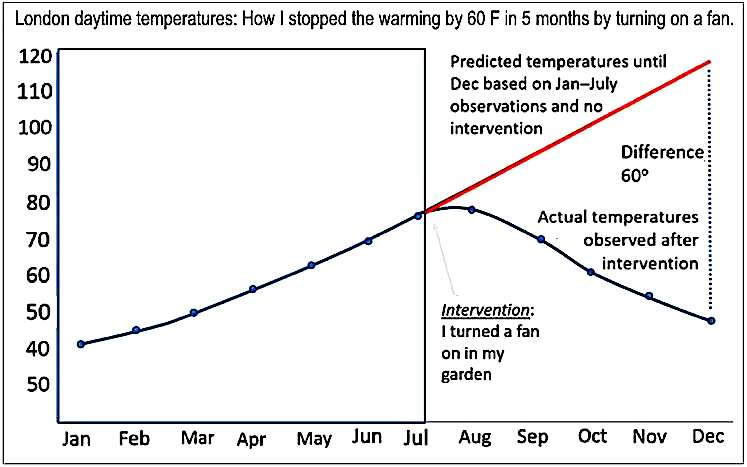 London daytime temperatures: How I stopped the warming by 60 F in 5 months by turning on a fan.
120
110
100
90
80
70
60
50
40
50
Predicted temperatures until
Dec based on Jan–July
observations and no
intervention
Difference
60°
Actual temperatures
observed after
intervention
Intervention:
I turned a fan
on in my
garden
Jan Feb Mar Apr May Jun Jul Aug Sep Oct Nov Dec